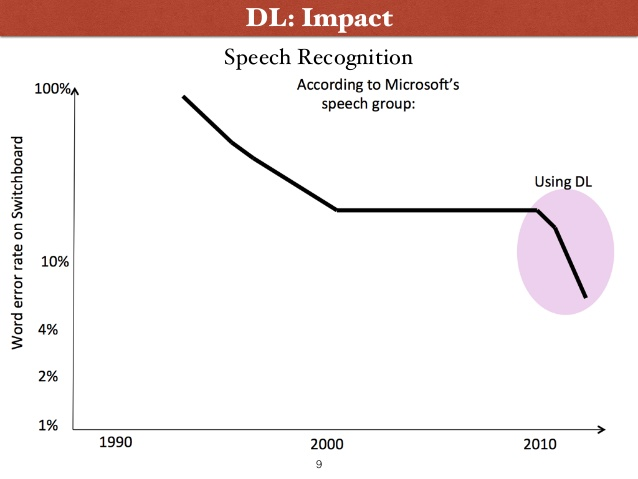 DL: Impact
Speech Recognition
According to Microsoft's
speech group:
100%
Using DL
Word error rate on Switchboard
10%
4%
2%
1%
1990
2000
2010
9